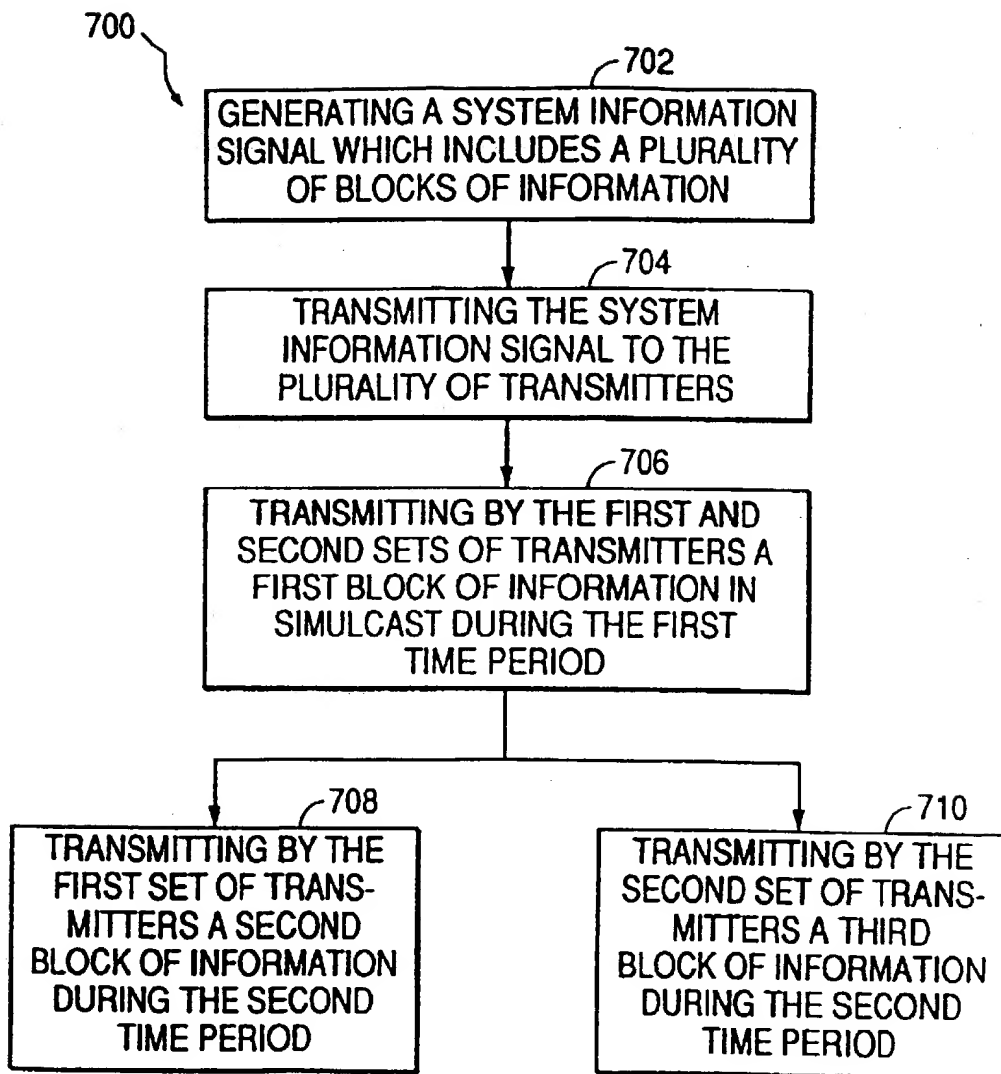 700
702
GENERATING A SYSTEM INFORMATION
SIGNAL WHICH INCLUDES A PLURALITY
OF BLOCKS OF INFORMATION
704
TRANSMITTING THE SYSTEM
INFORMATION SIGNAL TO THE
PLURALITY OF TRANSMITTERS
706
TRANSMITTING BY THE FIRST AND
SECOND SETS OF TRANSMITTERS A
FIRST BLOCK OF INFORMATION IN
SIMULCAST DURING THE FIRST
TIME PERIOD
708
TRANSMITTING BY THE
FIRST SET OF TRANS-
MITTERS A SECOND
BLOCK OF INFORMATION
DURING THE SECOND
TIME PERIOD
710
TRANSMITTING BY THE
SECOND SET OF TRANS-
MITTERS A THIRD
BLOCK OF INFORMATION
DURING THE SECOND
TIME PERIOD